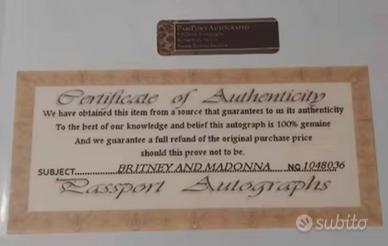 PassPort Autographs
Certificate of Authenticity
We have obtained this item from a source that guarantees to us its authenticity
To the best of our knowledge and belief this autograph is 100% genuine
And we guarantee a full refund of the original purchase price
should this prove not to be.
SUBJECT....BRITNEY AND MADONNA....NO.1048036
Passport Autographs
subito